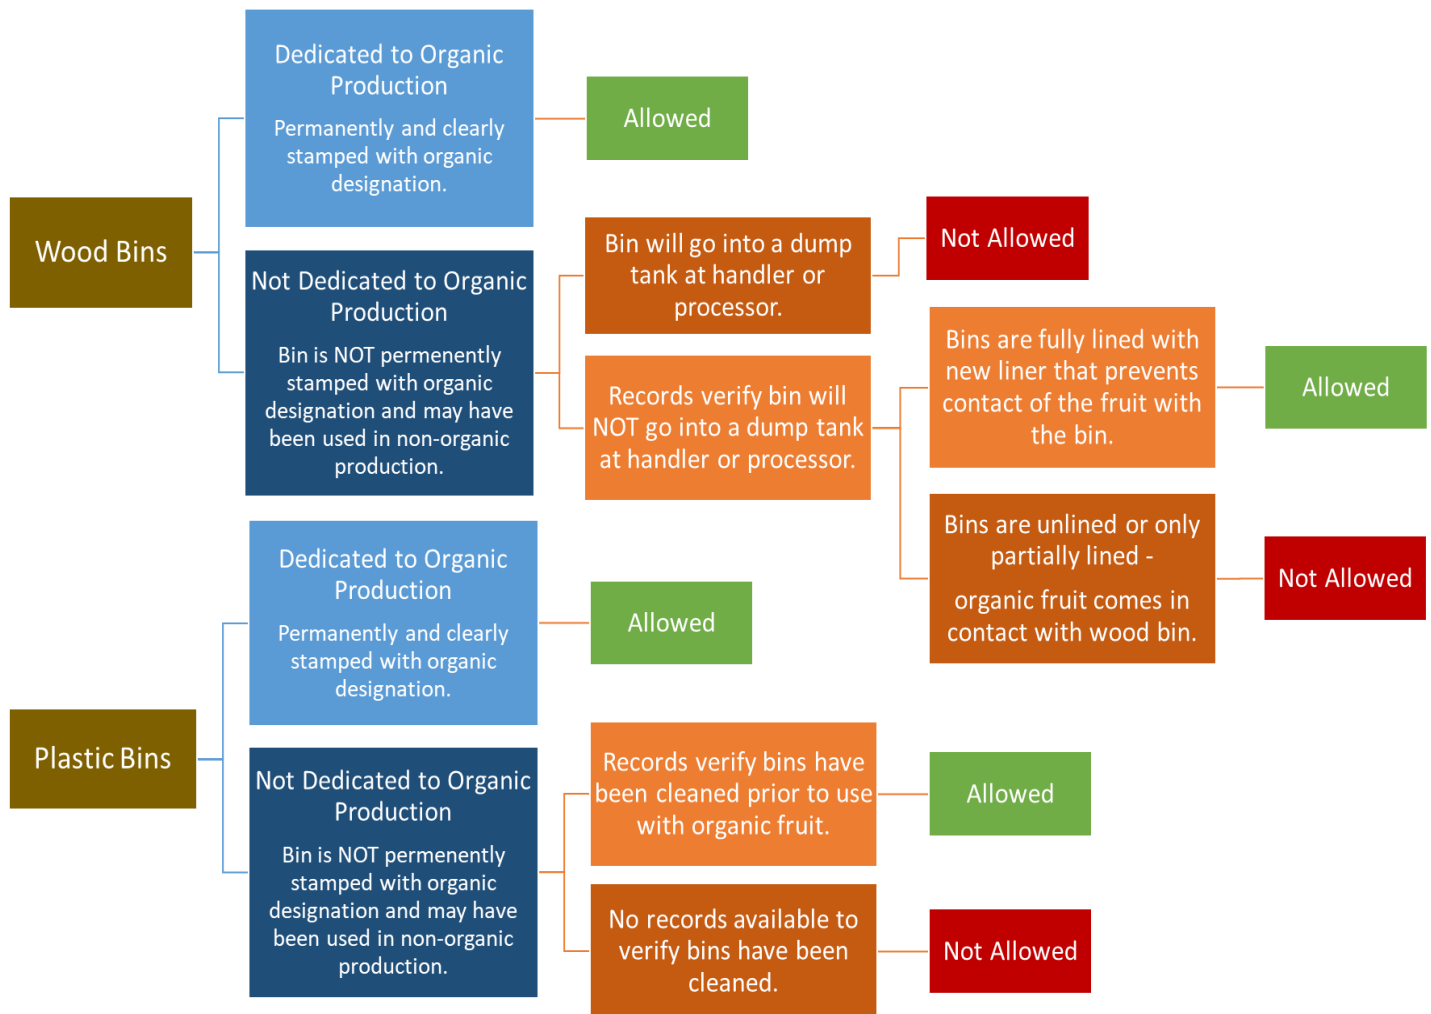 Wood Bins
Dedicated to Organic
Production
Permanently and clearly
stamped with organic
designation.
Allowed
Not Dedicated to Organic
Production
Bin is NOT permenently
stamped with organic
designation and may have
been used in non-organic
production.
Bin will go into a dump
tank at handler or
processor.
Not Allowed
Records verify bin will
NOT go into a dump tank
at handler or processor.
Bins are fully lined with
new liner that prevents
contact of the fruit with
the bin.
Allowed
Bins are unlined or only
partially lined -
organic fruit comes in
contact with wood bin.
Not Allowed
Plastic Bins
Dedicated to Organic
Production
Permanently and clearly
stamped with organic
designation.
Allowed
Not Dedicated to Organic
Production
Bin is NOT permenently
stamped with organic
designation and may have
been used in non-organic
production.
Records verify bins have
been cleaned prior to use
with organic fruit.
Allowed
No records available to
verify bins have been
cleaned.
Not Allowed